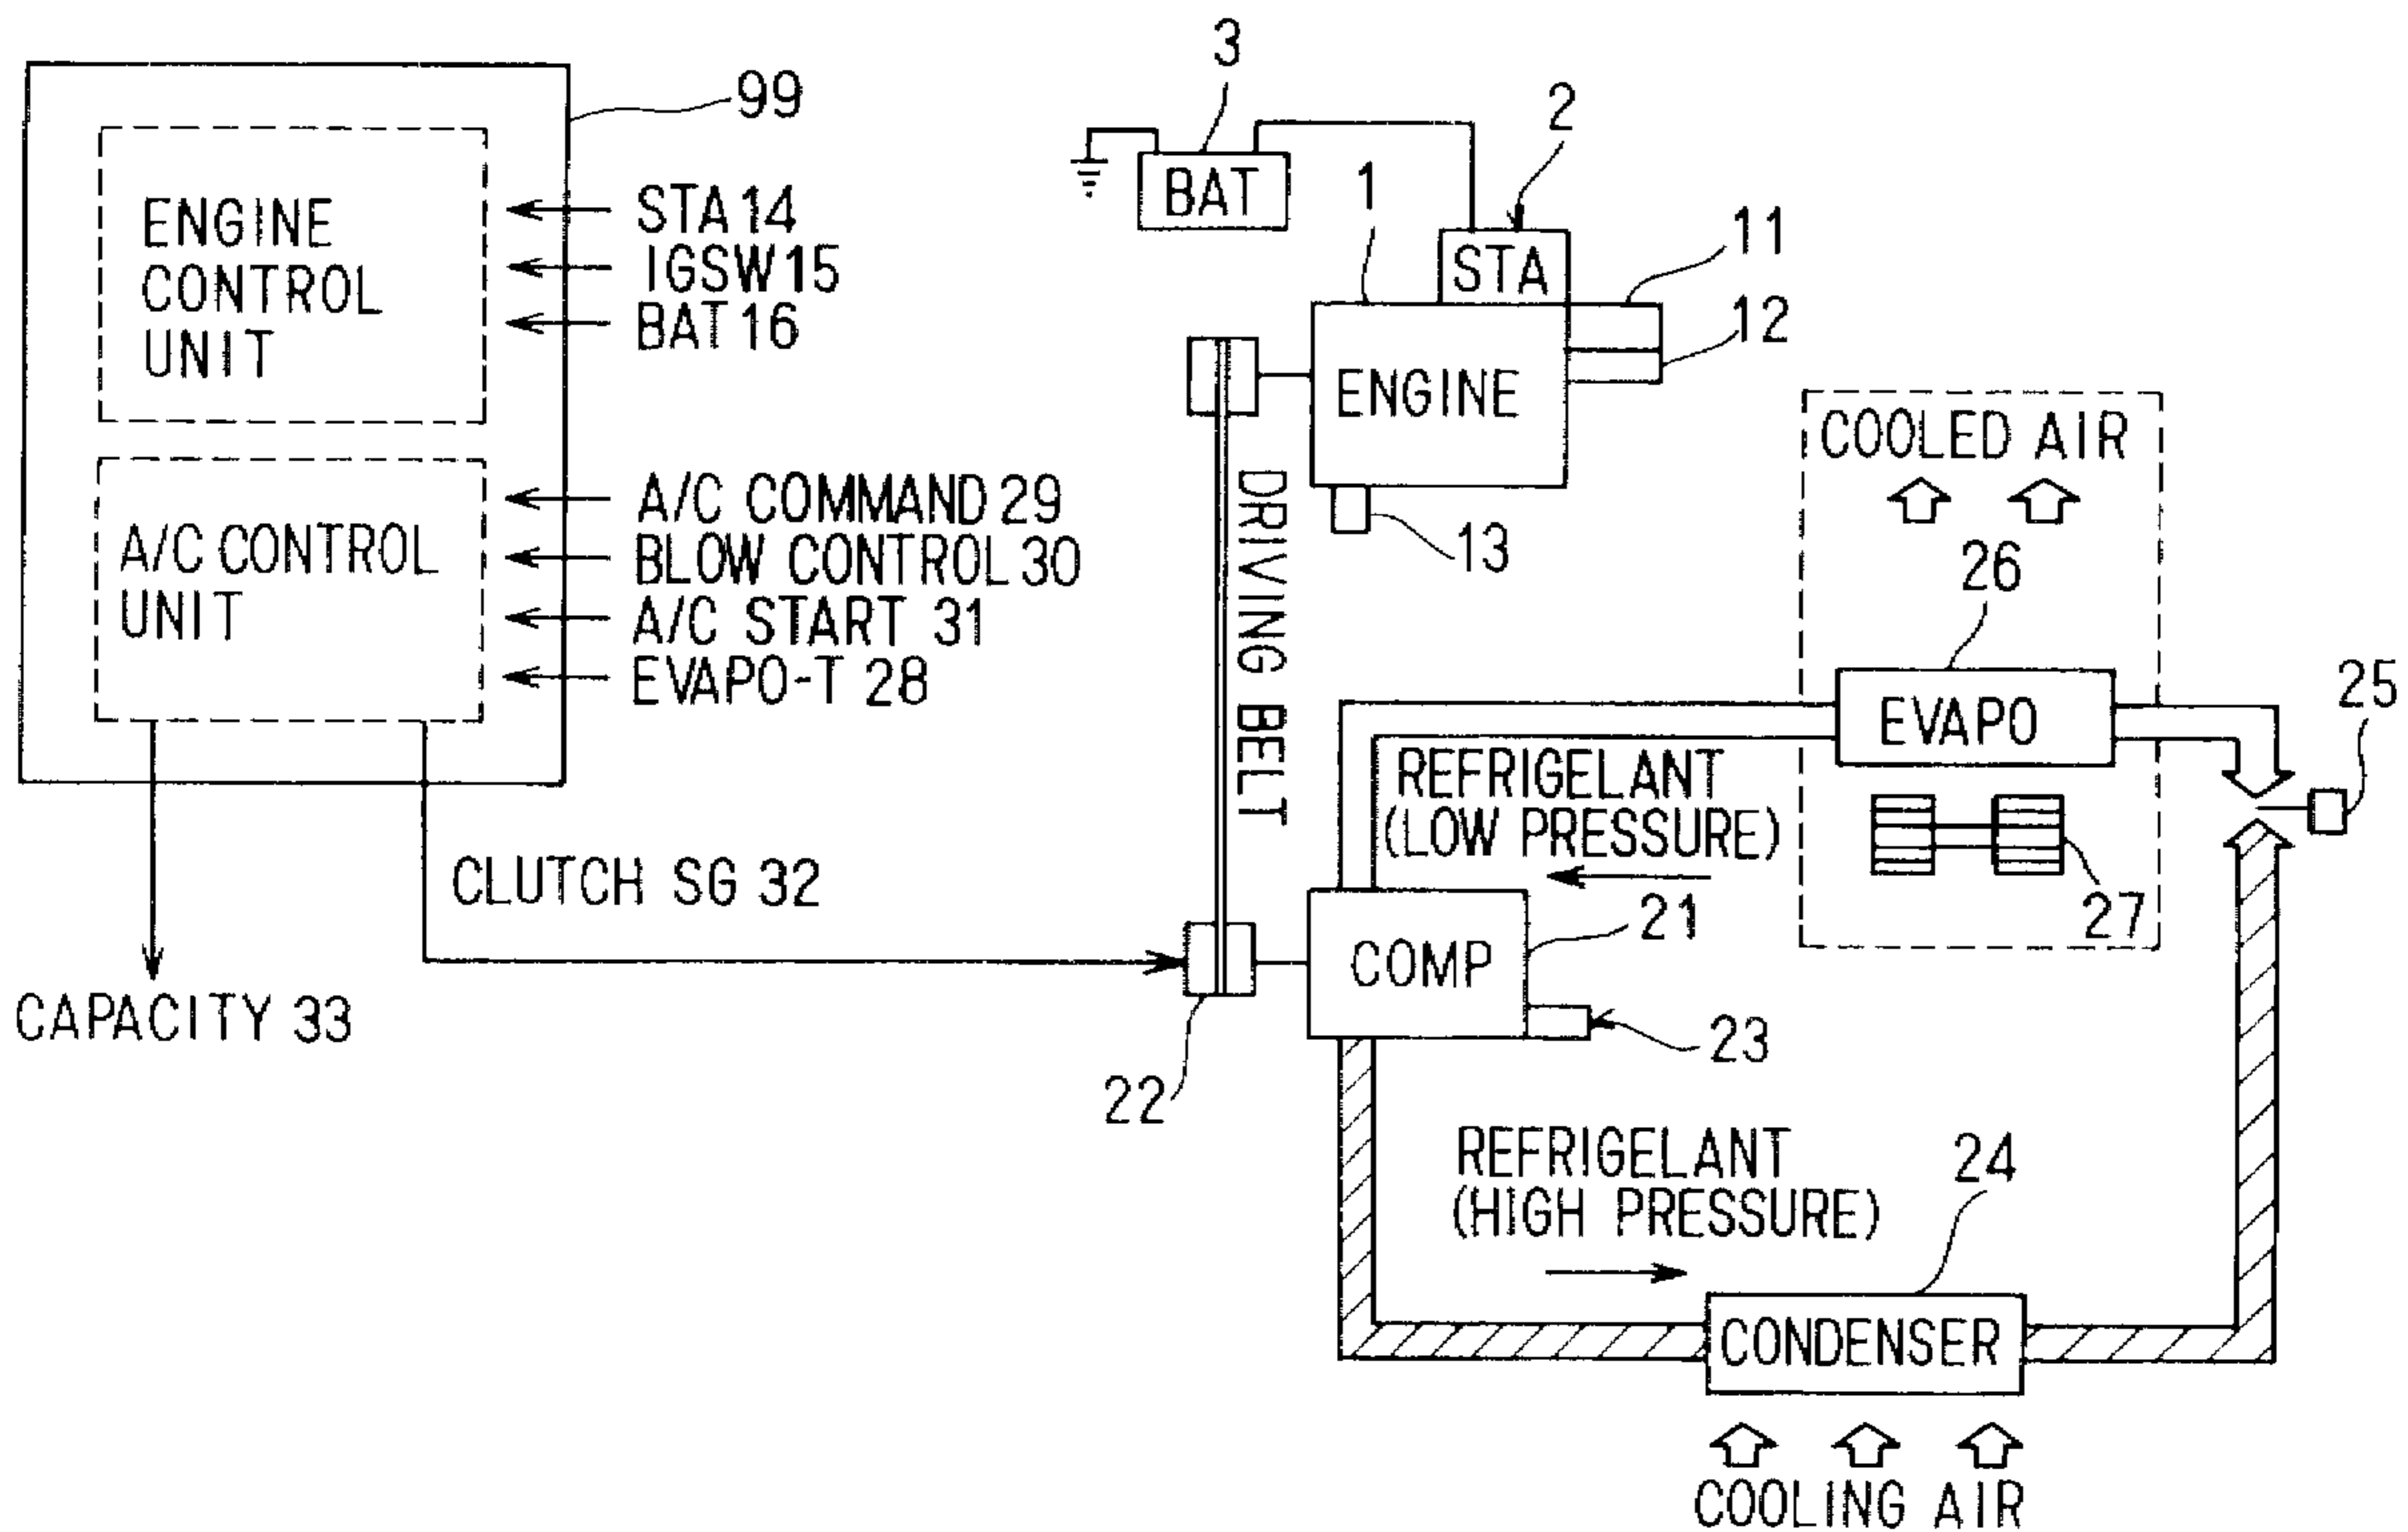 99
ENGINE
CONTROL
UNIT
STA 14
IGSW 15
BAT 16
A/C CONTROL
UNIT
A/C COMMAND 29
BLOW CONTROL 30
A/C START 31
EVAPO-T 28
CLUTCH SG 32
CAPACITY 33
3
BAT
2
1
STA
11
12
ENGINE
13
DRIVING BELT
COOLED AIR
26
EVAPO
25
27
REFRIGELANT
(LOW PRESSURE)
21
COMP
23
22
REFRIGELANT
(HIGH PRESSURE)
24
CONDENSER
COOLING AIR